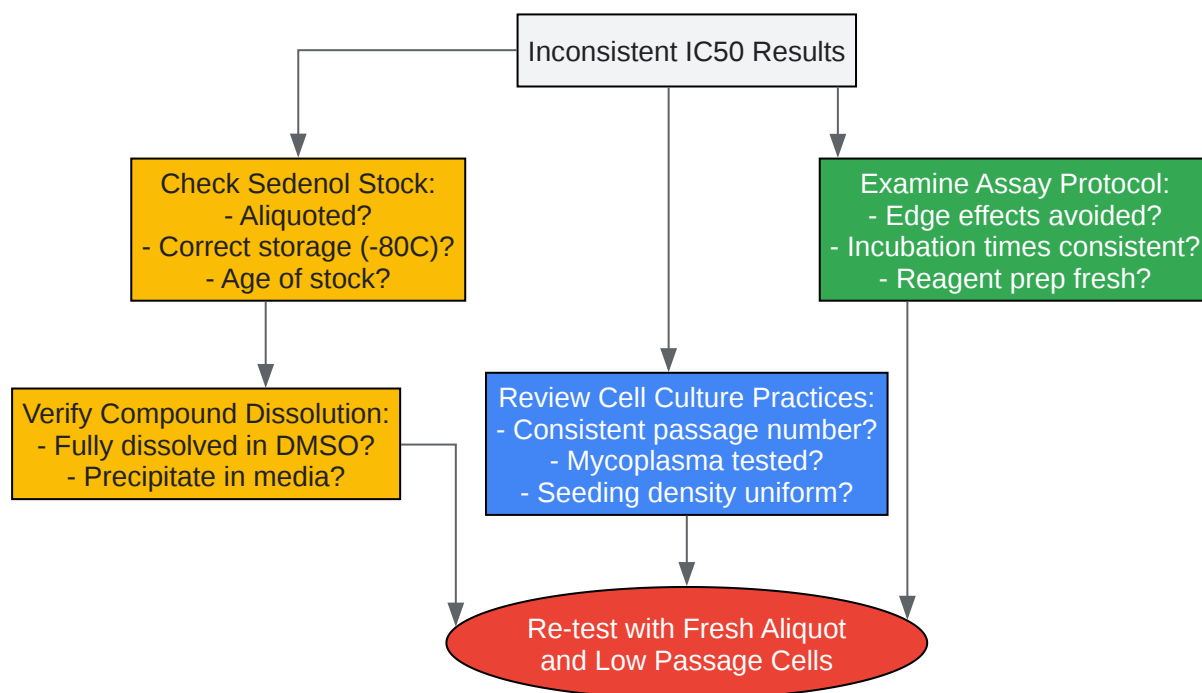 Inconsistent IC50 Results
Check Sedenol Stock:
- Aliquoted?
- Correct storage (-80C)?
- Age of stock?
Examine Assay Protocol:
- Edge effects avoided?
- Incubation times consistent?
- Reagent prep fresh?
Verify Compound Dissolution:
- Fully dissolved in DMSO?
- Precipitate in media?
Review Cell Culture Practices:
- Consistent passage number?
- Mycoplasma tested?
- Seeding density uniform?
Re-test with Fresh Aliquot
and Low Passage Cells